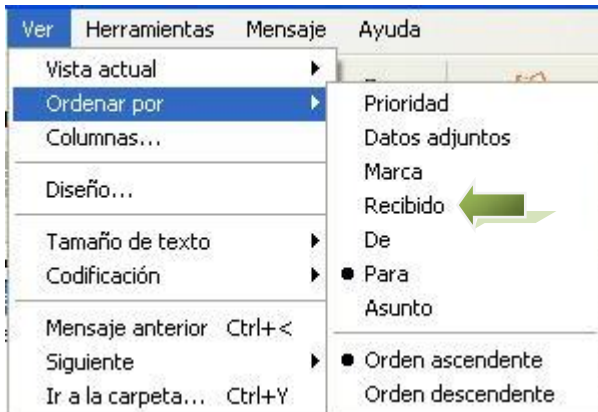 Ver Herramientas Mensaje Ayuda
Vista actual
Ordenar por
Columnas...
Diseño...
Tamaño de texto
Codificación
Mensaje anterior Ctrl+<
Siguiente
Ir a la carpeta... Ctrl+Y
Prioridad
Datos adjuntos
Marca
Recibido
De
Para
Asunto
Orden ascendente
Orden descendente